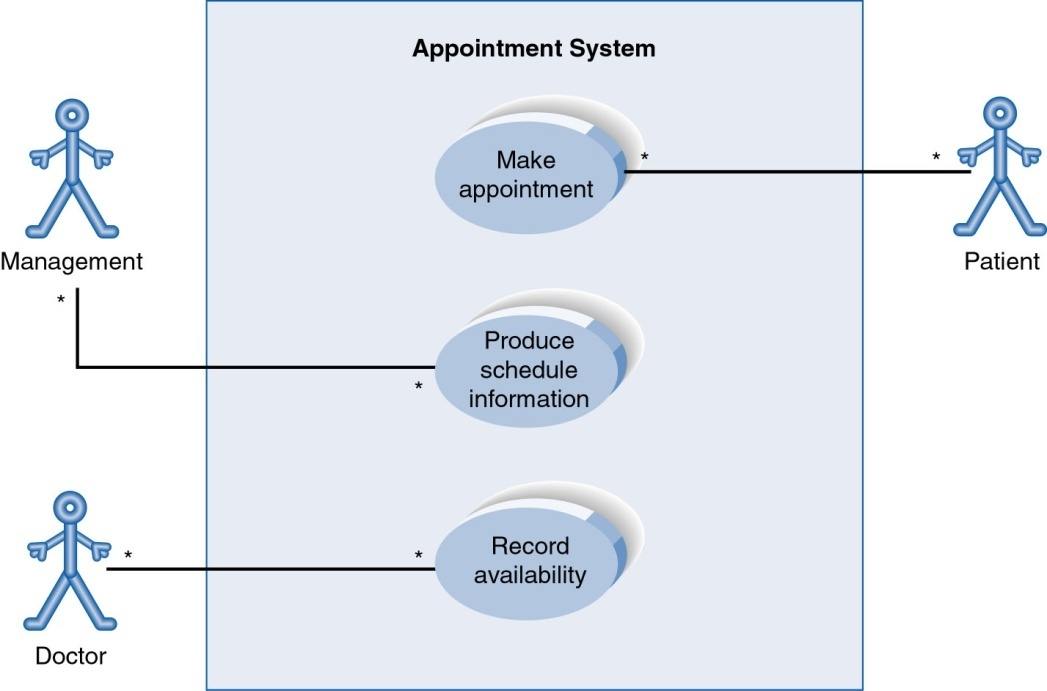 Appointment System
Make
appointment
*
*
Management
Patient
*
Produce
schedule
information
*
Record
availability
*
*
Doctor